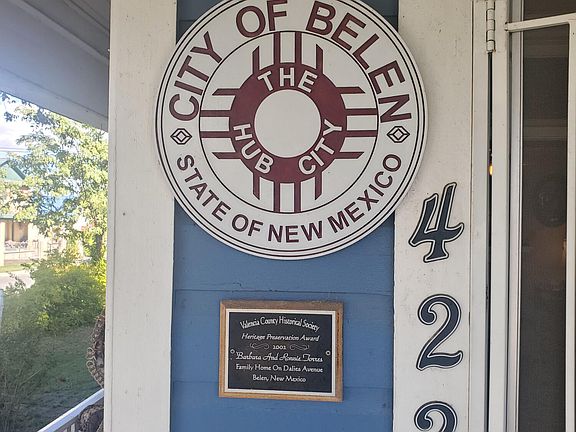 CITY OF BELEN
THE
HUB CITY
STATE OF NEW MEXICO
Valencia County Historical Society
Heritage Preservation Award
2002
Barbara And Ronnie Torres
Family Home On Dalies Avenue
Belen, New Mexico
4
2